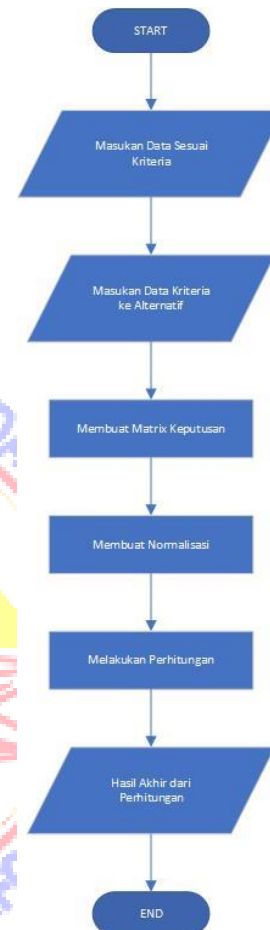 START
Masukan Data Sesuai
Kriteria
Masukan Data Kriteria
ke Alternatif
Membuat Matrix Keputusan
Membuat Normalisasi
Melakukan Perhitungan
Hasil Akhir dari
Perhitungan
END